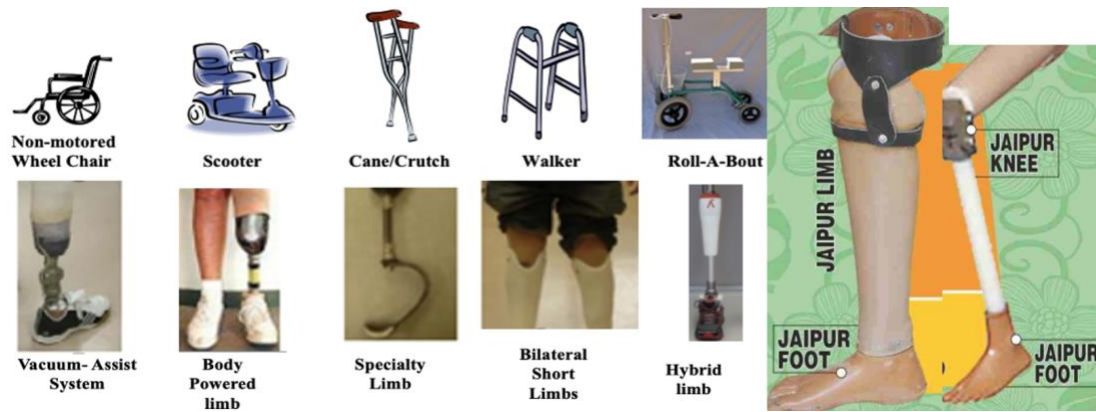 Non-motored
Wheel Chair
Scooter
Cane/Crutch
Walker
Roll-A-Bout
Vacuum- Assist
System
Body
Powered
limb
Specialty
Limb
Bilateral
Short
Limbs
Hybrid
limb
JAIPUR LIMB
JAIPUR
KNEE
JAIPUR
FOOT
JAIPUR
FOOT